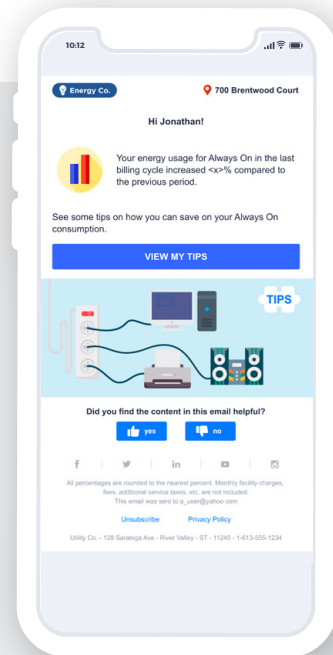 10:12
Energy Co.
700 Brentwood Court
Hi Jonathan!
Your energy usage for Always On in the last
billing cycle increased <x>% compared to
the previous period.
See some tips on how you can save on your Always On
consumption.
VIEW MY TIPS
TIPS
Did you find the content in this email helpful?
yes
no
f
in
All percentages are rounded to the nearest percent. Monthly facility charges,
fees, additional service taxes, etc. are not included.
This email was sent to a_user@yahoo com
Unsubscribe
Privacy Policy
Utility Co. - 128 Saratoga Ave - River Valley - ST - 11245 - 1-613-555-1234